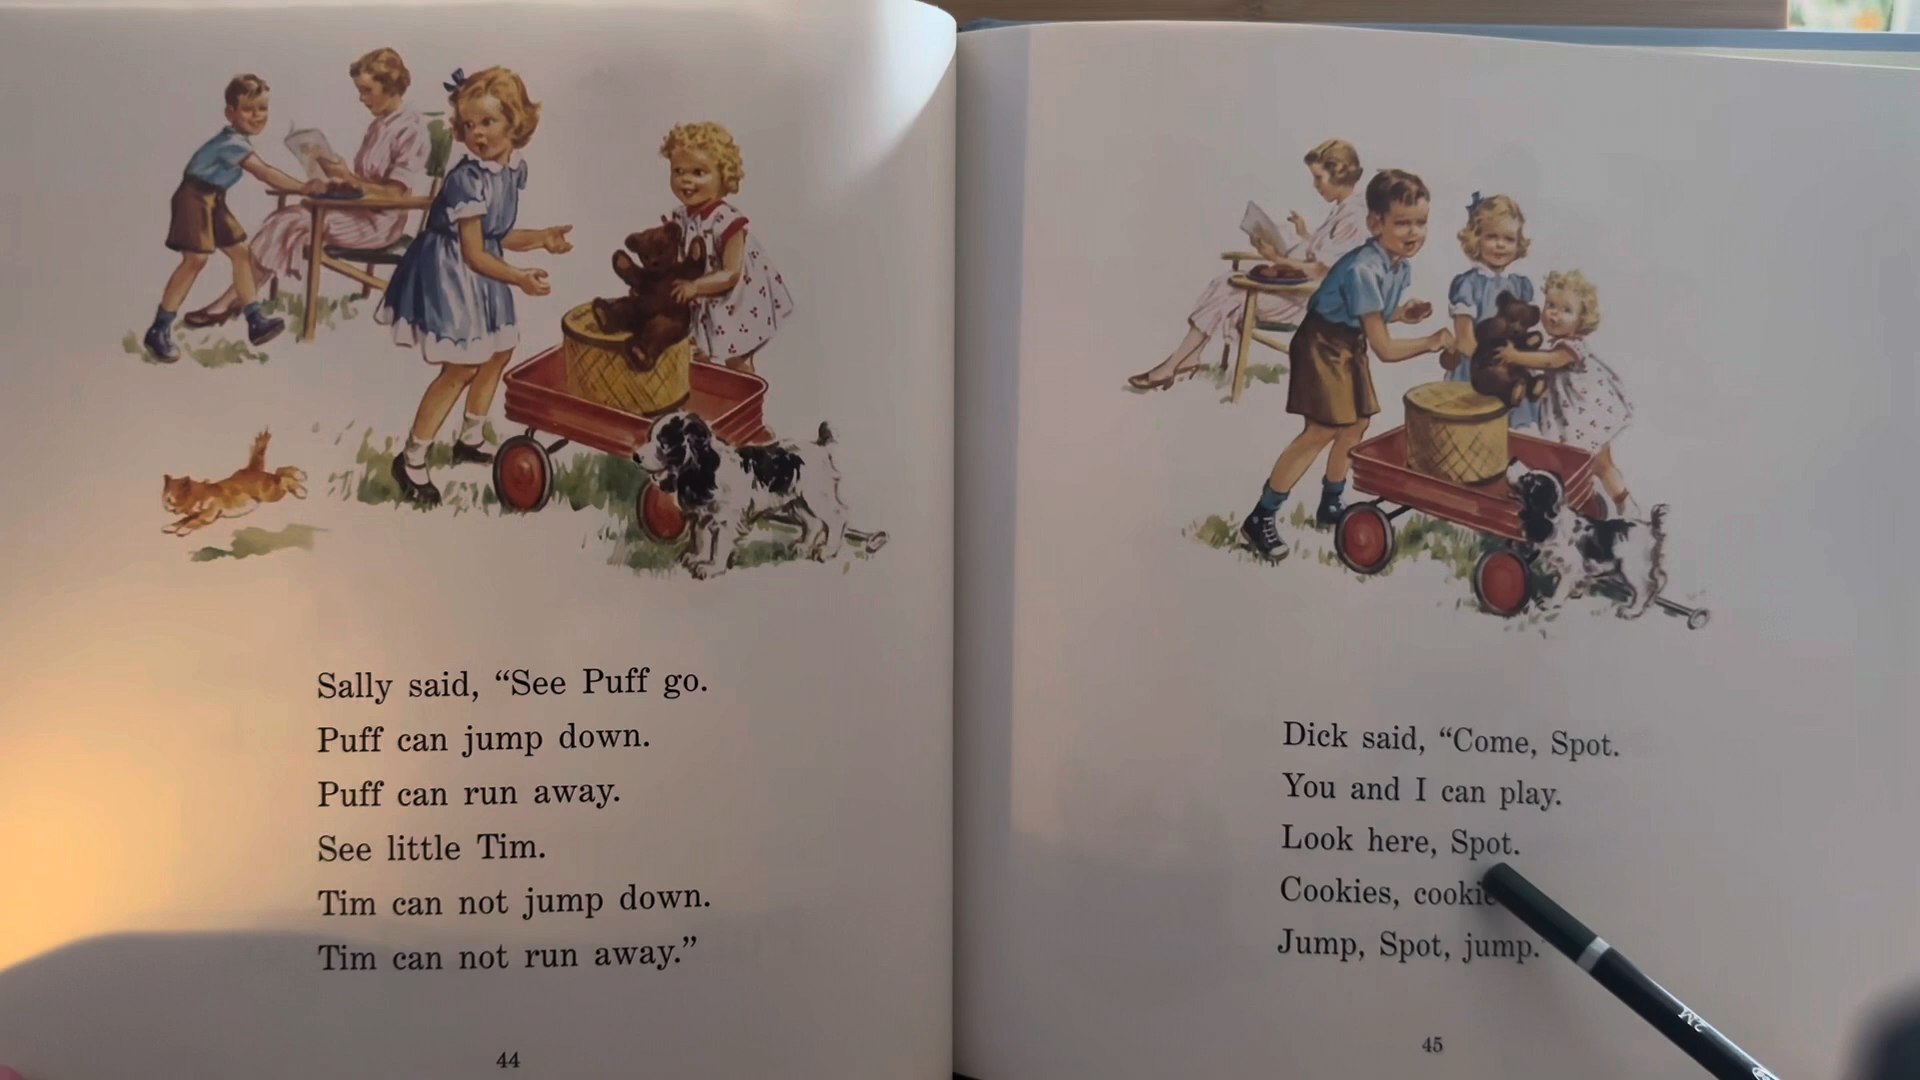 Sally said, “See Puff go.
Puff can jump down.
Puff can run away.
See little Tim.
Tim can not jump down.
Tim can not run away.”
44
Dick said, “Come, Spot.
You and I can play.
Look here, Spot.
Cookies,
Jump, Spot, jump.
45
2M